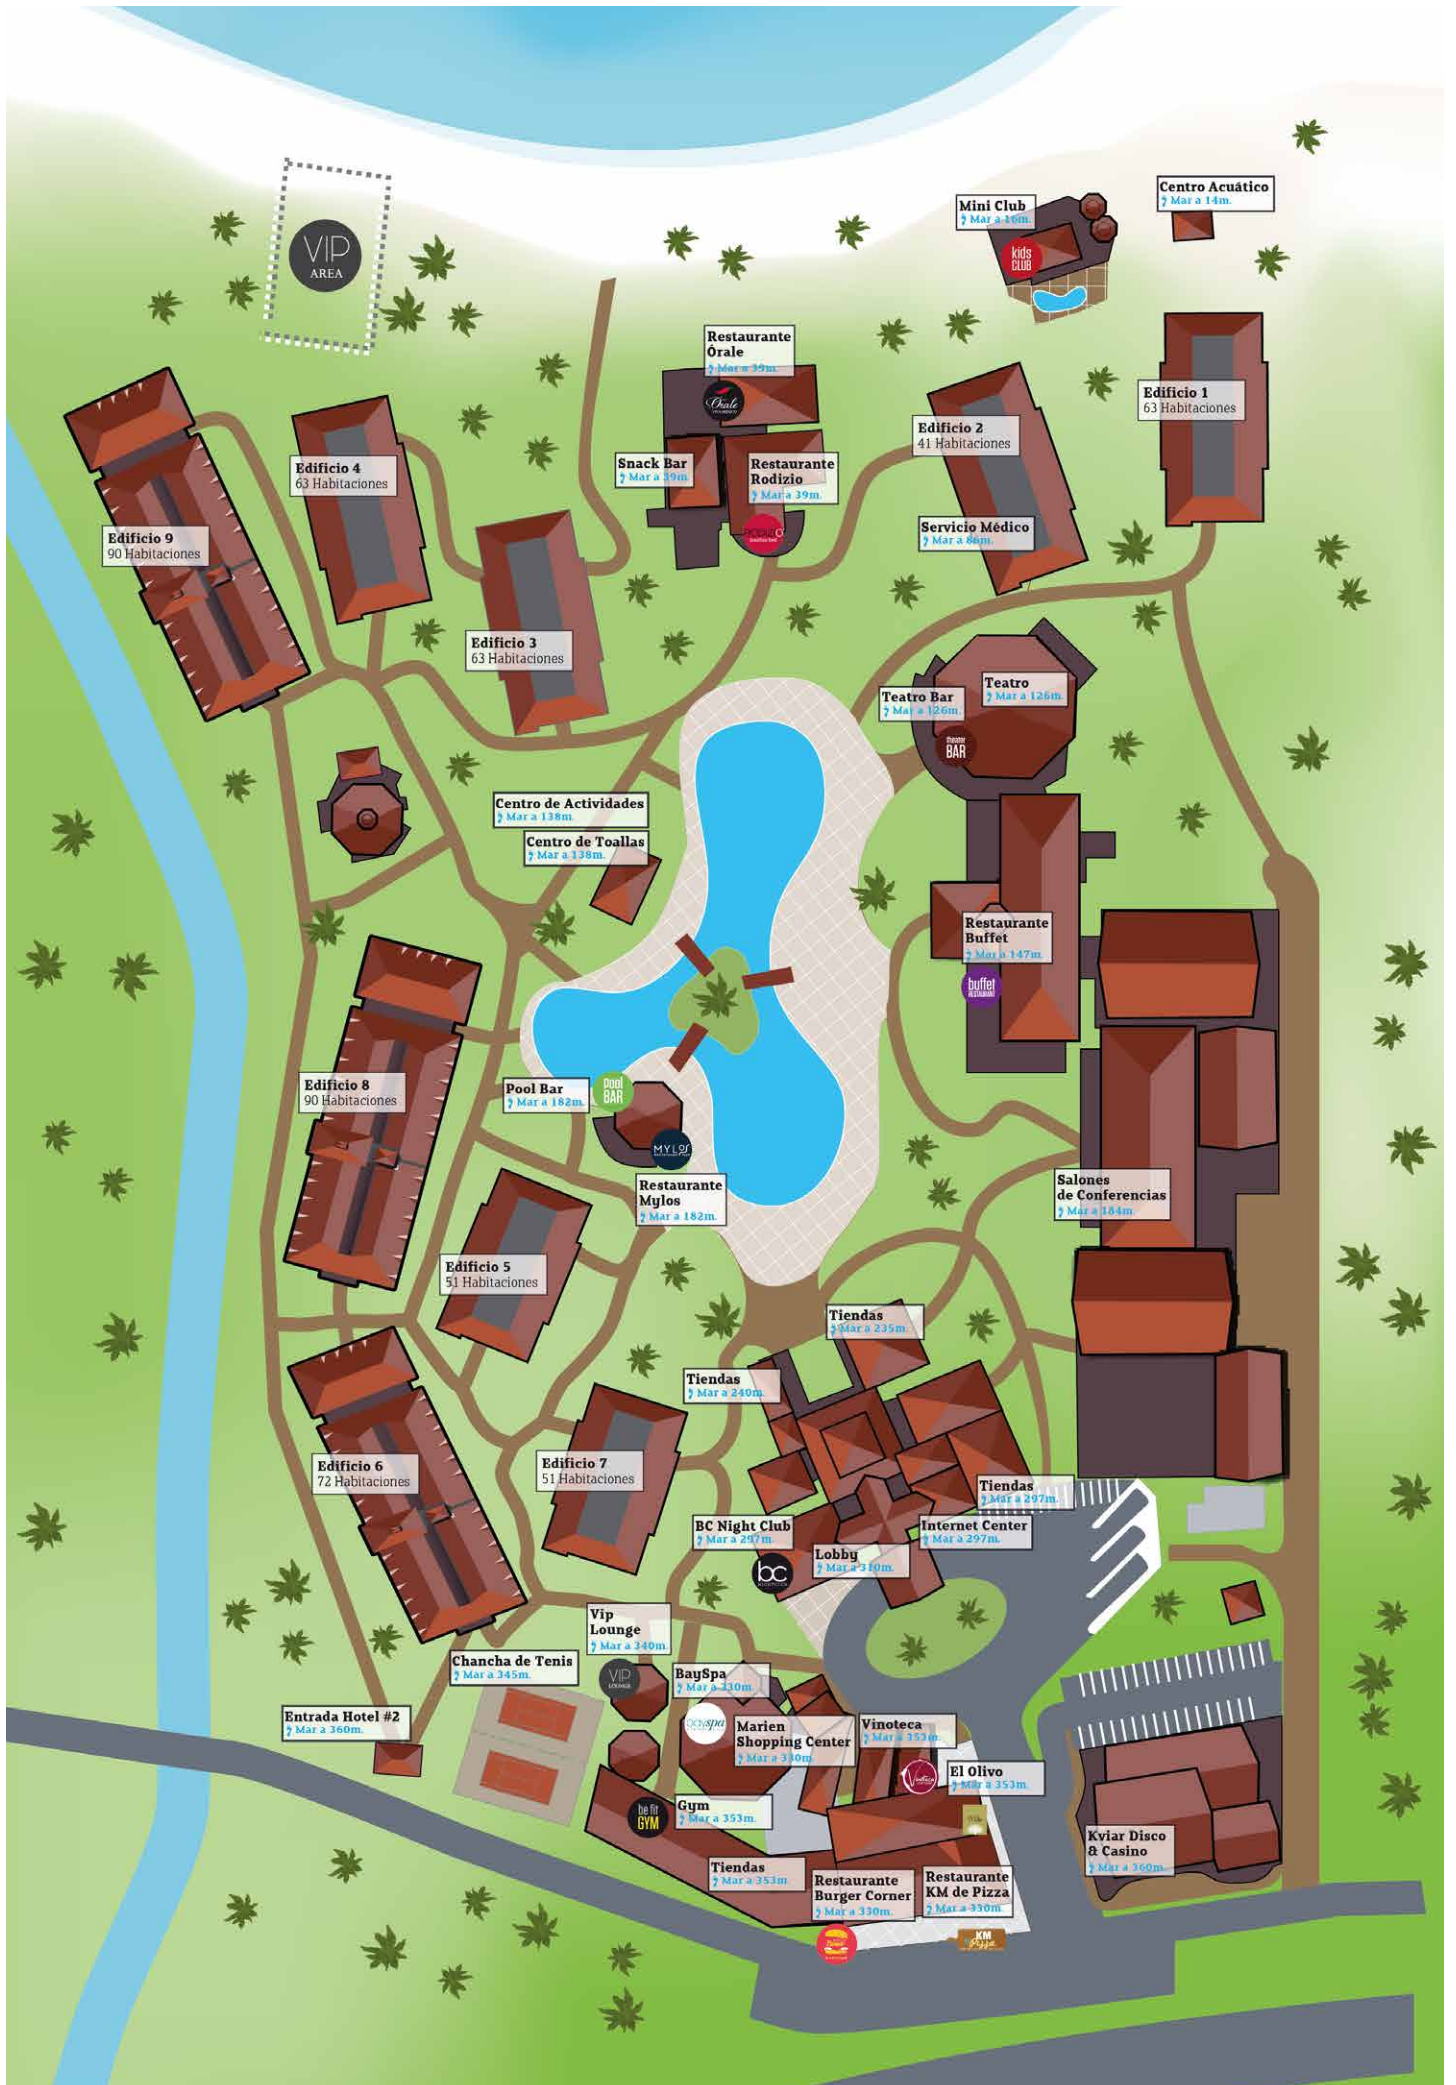 VIP
AREA
Mini Club
Mar a 16m.
kids
CLUB
Centro Acuático
Mar a 14m.
Restaurante
Órale
Mar a 39m.
Órale
Edificio 1
63 Habitaciones
Edificio 2
41 Habitaciones
Edificio 4
63 Habitaciones
Snack Bar
Mar a 39m.
Restaurante
Rodizio
Mar a 39m.
RODIZIO
Servicio Médico
Mar a 86m.
Edificio 9
90 Habitaciones
Edificio 3
63 Habitaciones
Teatro
Mar a 126m.
Teatro Bar
Mar a 126m.
theater
BAR
Centro de Actividades
Mar a 138m.
Centro de Toallas
Mar a 138m.
Restaurante
Buffet
Mar a 147m.
buffet
RESTAURANT
Edificio 8
90 Habitaciones
Pool Bar
Mar a 182m.
Pool
BAR
MYLOS
Restaurante
Mylos
Mar a 182m.
Salones
de Conferencias
Mar a 184m.
Edificio 5
51 Habitaciones
Tiendas
Mar a 235m.
Tiendas
Mar a 240m.
Edificio 6
72 Habitaciones
Edificio 7
51 Habitaciones
Tiendas
Mar a 297m.
BC Night Club
Mar a 297m.
bc
Internet Center
Mar a 297m.
Lobby
Mar a 310m.
Vip
Lounge
Mar a 340m.
VIP
LOUNGE
Chancha de Tenis
Mar a 345m.
BaySpa
Mar a 330m.
bayspa
Entrada Hotel #2
Mar a 360m.
Marien
Shopping Center
Mar a 330m.
Vinoteca
Mar a 353m.
Vinoteca
El Olivo
Mar a 353m.
be fit
GYM
Gym
Mar a 353m.
Kviar Disco
& Casino
Mar a 360m.
Tiendas
Mar a 353m.
Restaurante
Burger Corner
Mar a 330m.
Restaurante
KM de Pizza
Mar a 330m.
KM
Pizza